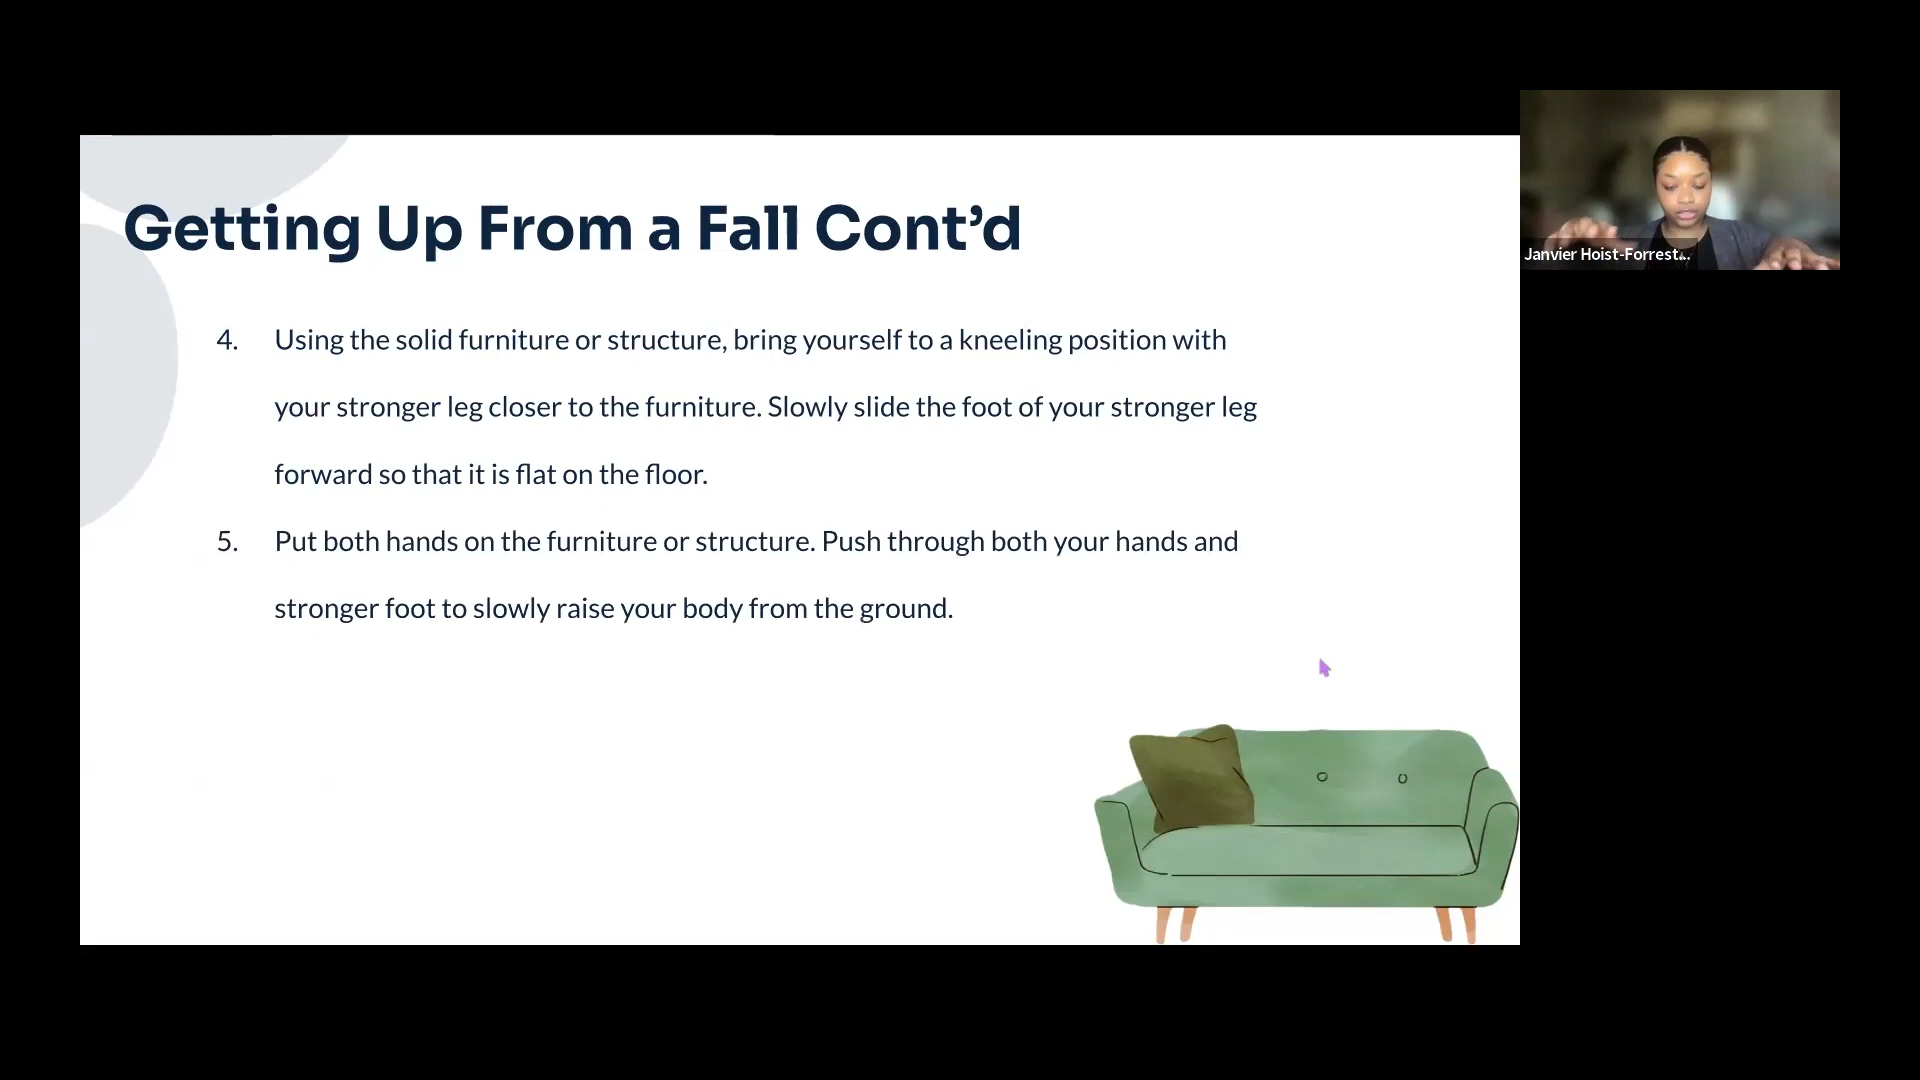 Getting Up From a Fall Cont’d
4. Using the solid furniture or structure, bring yourself to a kneeling position with
your stronger leg closer to the furniture. Slowly slide the foot of your stronger leg
forward so that it is flat on the floor.
5. Put both hands on the furniture or structure. Push through both your hands and
stronger foot to slowly raise your body from the ground.
Janvier Hoist-Forrest...